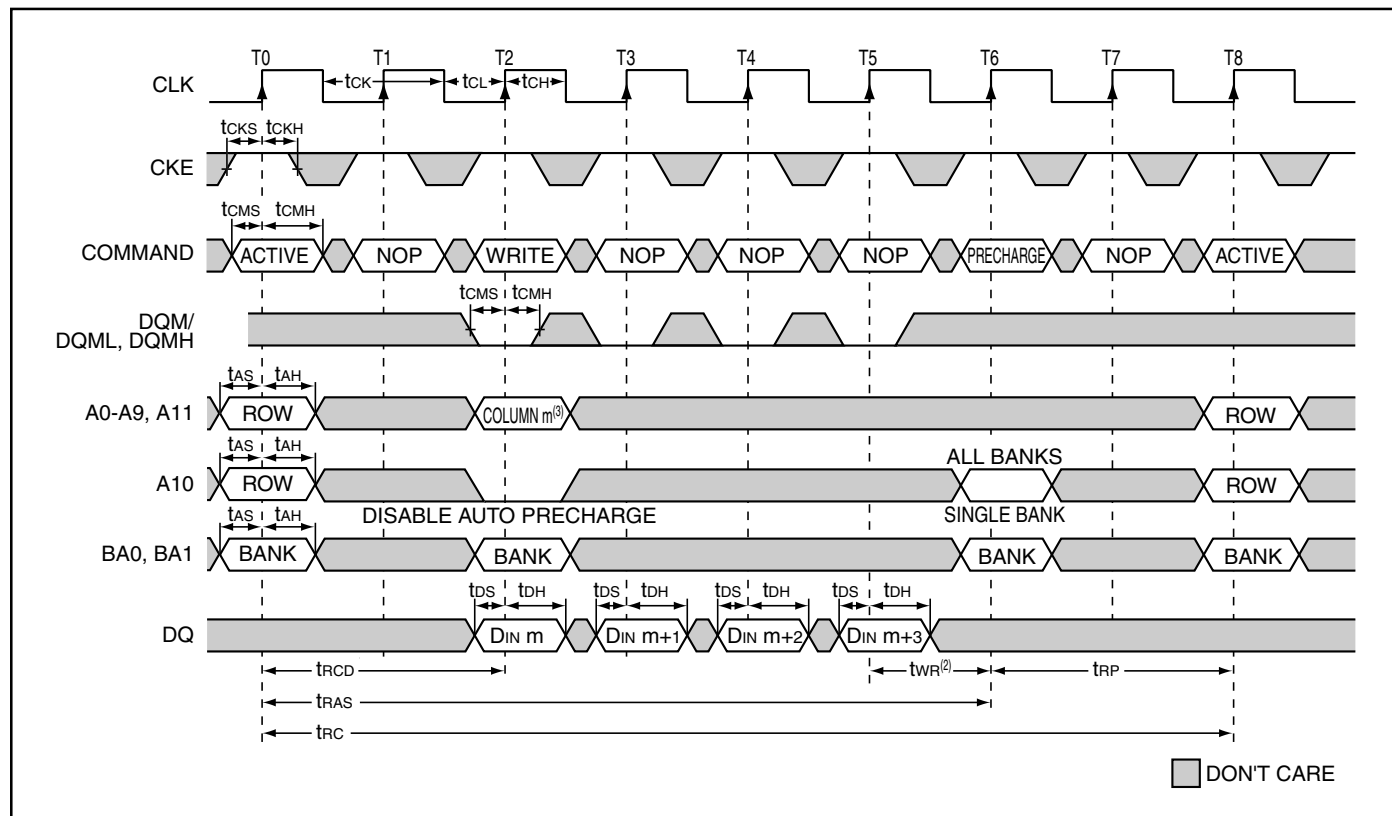 T0 T1 T2 T3 T4 T5 T6 T7 T8
CLK
tCK tCL tCH
tCKS tCKH
CKE
tCMS tCMH
COMMAND
ACTIVE NOP WRITE NOP NOP NOP PRECHARGE NOP ACTIVE
tCMS tCMH
DQM/
DQML, DQMH
tAS tAH
A0-A9, A11
ROW COLUMN m(3) ROW
tAS tAH
ALL BANKS
A10
ROW ROW
DISABLE AUTO PRECHARGE SINGLE BANK
tAS tAH
BA0, BA1
BANK BANK BANK BANK
tDS tDH tDS tDH tDS tDH tDS tDH
DQ
DIN m DIN m+1 DIN m+2 DIN m+3
tRCD tWR(2) tRP
tRAS
tRC
DON'T CARE